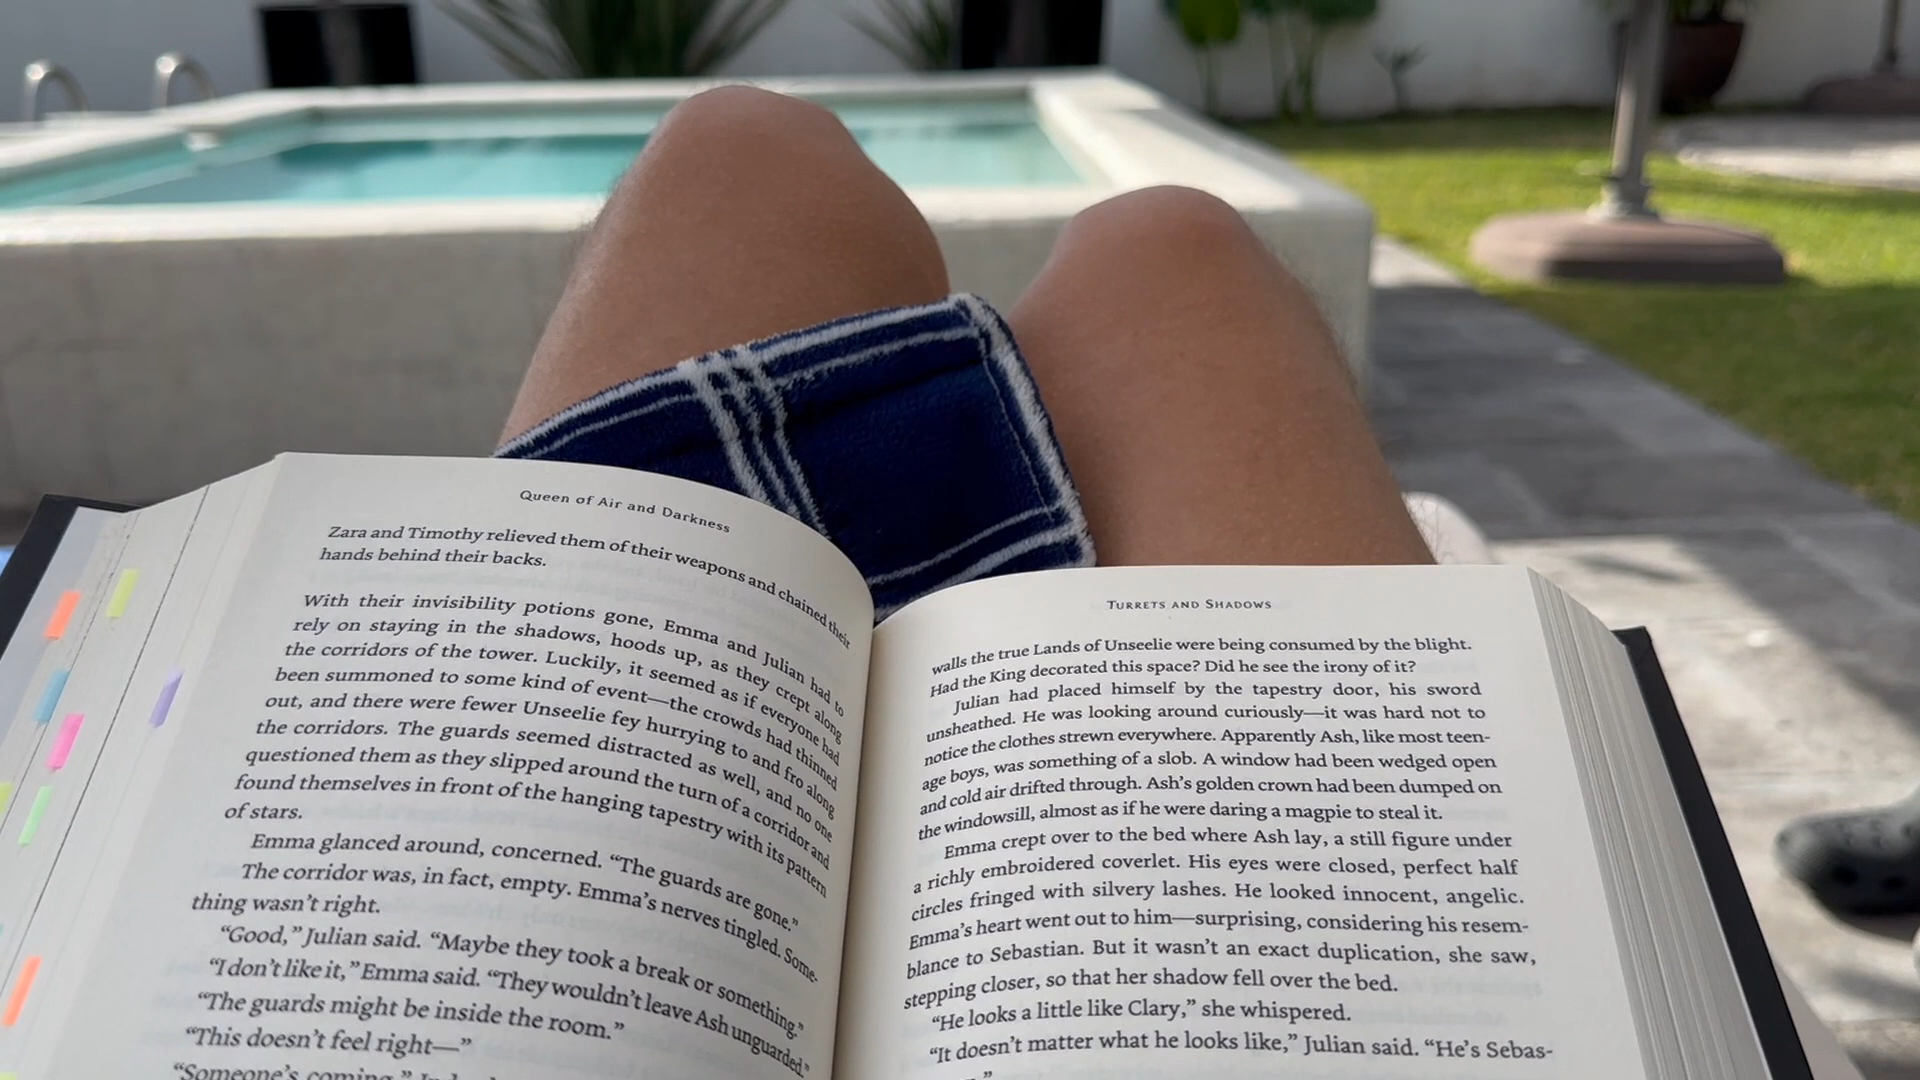 Queen of Air and Darkness
Zara and Timothy relieved them of their weapons and chained their
hands behind their backs.
With their invisibility potions gone, Emma and Julian had to
rely on staying in the shadows, hoods up, as they crept along
the corridors of the tower. Luckily, it seemed as if everyone had
been summoned to some kind of event—the crowds had thinned
out, and there were fewer Unseelie fey hurrying to and fro along
the corridors. The guards seemed distracted as well, and no one
questioned them as they slipped around the turn of a corridor and
found themselves in front of the hanging tapestry with its pattern
of stars.
Emma glanced around, concerned. “The guards are gone.”
The corridor was, in fact, empty. Emma’s nerves tingled. Some-
thing wasn’t right.
“Good,” Julian said. “Maybe they took a break or something.”
“I don’t like it,” Emma said. “They wouldn’t leave Ash unguarded.”
“The guards might be inside the room.”
“This doesn’t feel right—”
“Someone’s coming.”
Turrets and Shadows
walls the true Lands of Unseelie were being consumed by the blight.
Had the King decorated this space? Did he see the irony of it?
Julian had placed himself by the tapestry door, his sword
unsheathed. He was looking around curiously—it was hard not to
notice the clothes strewn everywhere. Apparently Ash, like most teen-
age boys, was something of a slob. A window had been wedged open
and cold air drifted through. Ash’s golden crown had been dumped on
the windowsill, almost as if he were daring a magpie to steal it.
Emma crept over to the bed where Ash lay, a still figure under
a richly embroidered coverlet. His eyes were closed, perfect half
circles fringed with silvery lashes. He looked innocent, angelic.
Emma’s heart went out to him—surprising, considering his resem-
blance to Sebastian. But it wasn’t an exact duplication, she saw,
stepping closer, so that her shadow fell over the bed.
“He looks a little like Clary,” she whispered.
“It doesn’t matter what he looks like,” Julian said. “He’s Sebas-